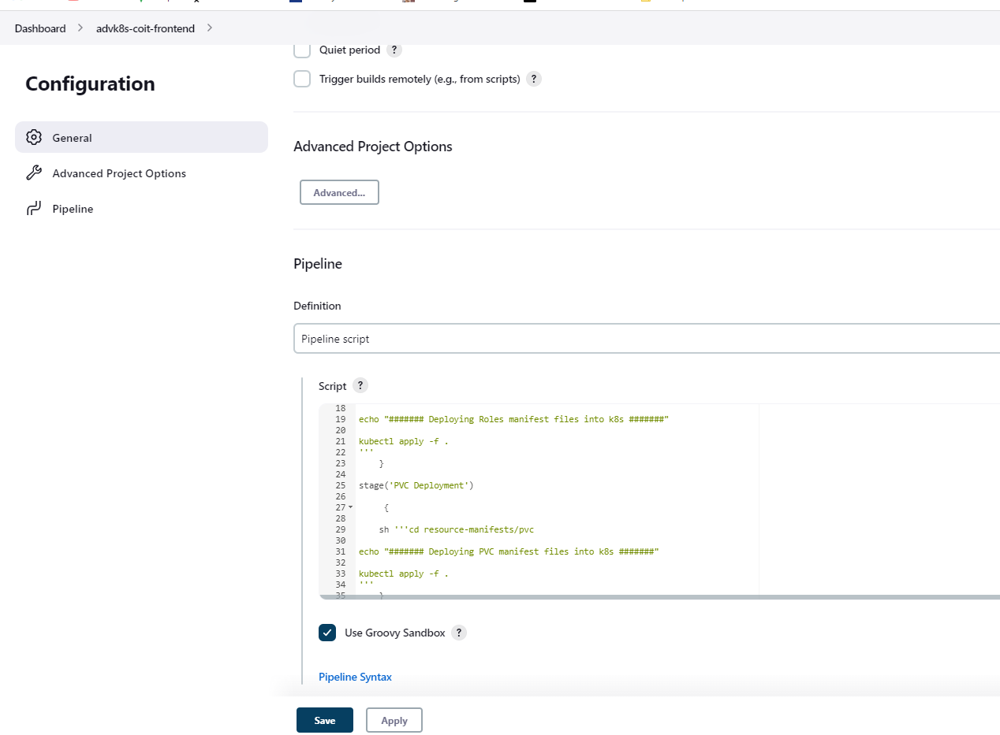 Dashboard > advk8s-coit-frontend >
Configuration
General
Advanced Project Options
Pipeline
Quiet period ?
Trigger builds remotely (e.g., from scripts) ?
Advanced Project Options
Advanced...
Pipeline
Definition
Pipeline script
Script ?
18
19 echo "####### Deploying Roles manifest files into k8s #######"
20
21 kubectl apply -f .
22 '''
23 }
24
25 stage('PVC Deployment')
26
27 {
28
29 sh '''cd resource-manifests/pvc
30
31 echo "####### Deploying PVC manifest files into k8s #######"
32
33 kubectl apply -f .
34 '''
35 }
Use Groovy Sandbox ?
Pipeline Syntax
Save
Apply